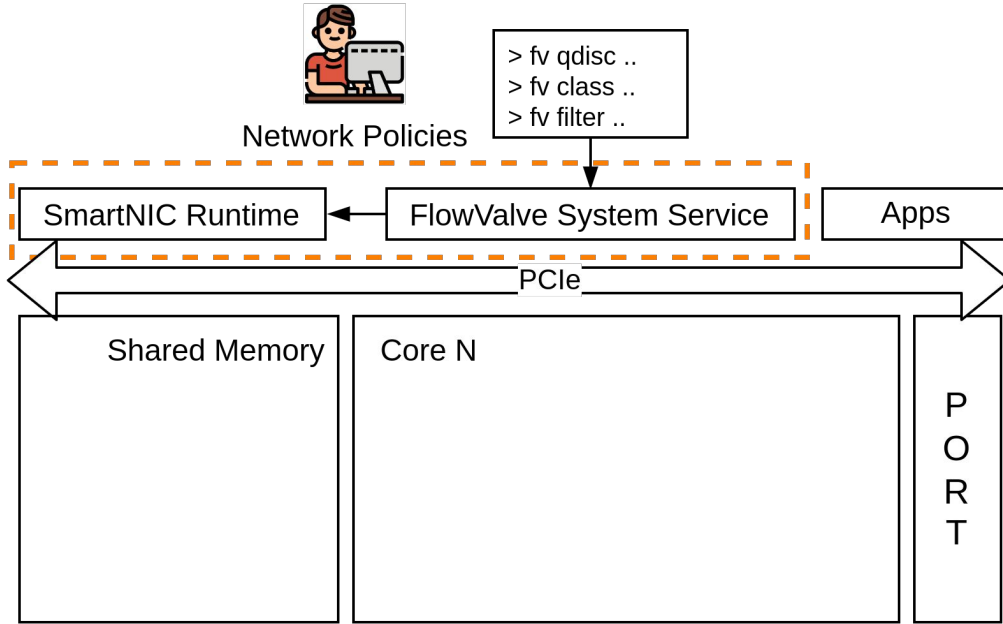 > fv qdisc ..
> fv class ..
> fv filter ..
Network Policies
SmartNIC Runtime
FlowValve System Service
Apps
PCIe
Shared Memory
Core N
P
O
R
T